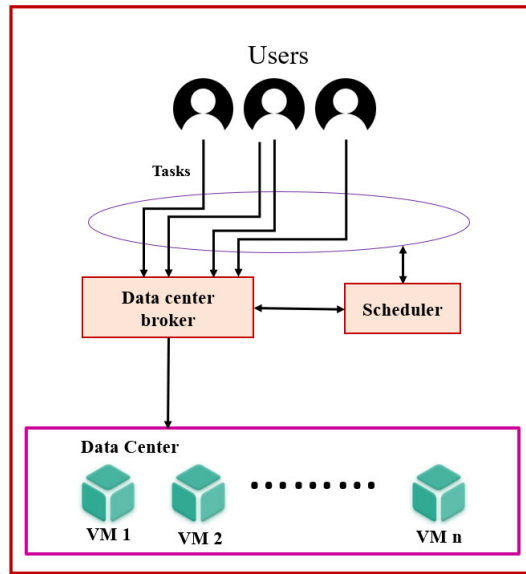 Users
Tasks
Data center
broker
Scheduler
Data Center
VM 1
VM 2
VM n